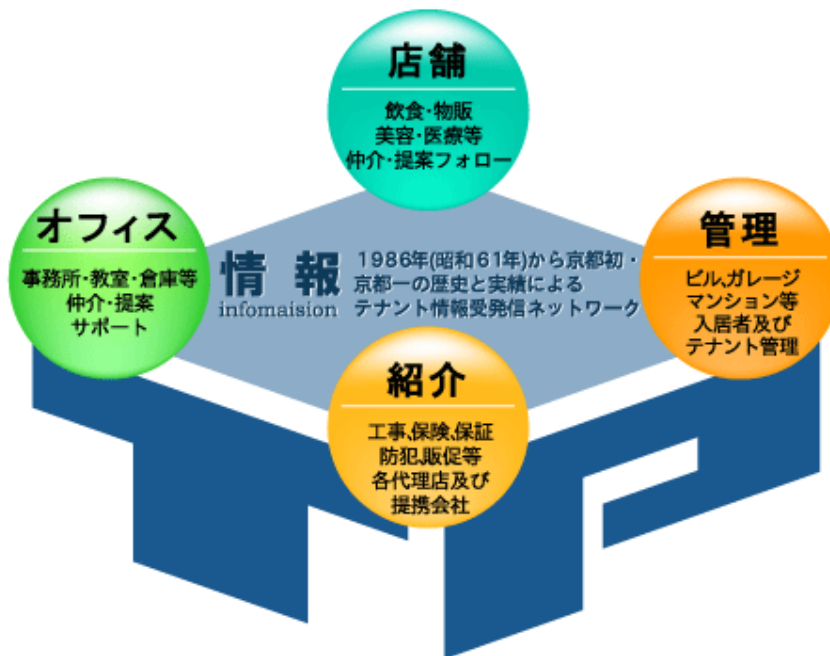 店舗
飲食・物販
美容・医療等
仲介・提案フォロー
オフィス
事務所・教室・倉庫等
仲介・提案
サポート
情報
infomaision
1986年(昭和61年)から京都初・
京都一の歴史と実績による
テナント情報受発信ネットワーク
管理
ビル、ガレージ
マンション等
入居者及び
テナント管理
紹介
工事、保険、保証
防犯、販促等
各代理店及び
提携会社